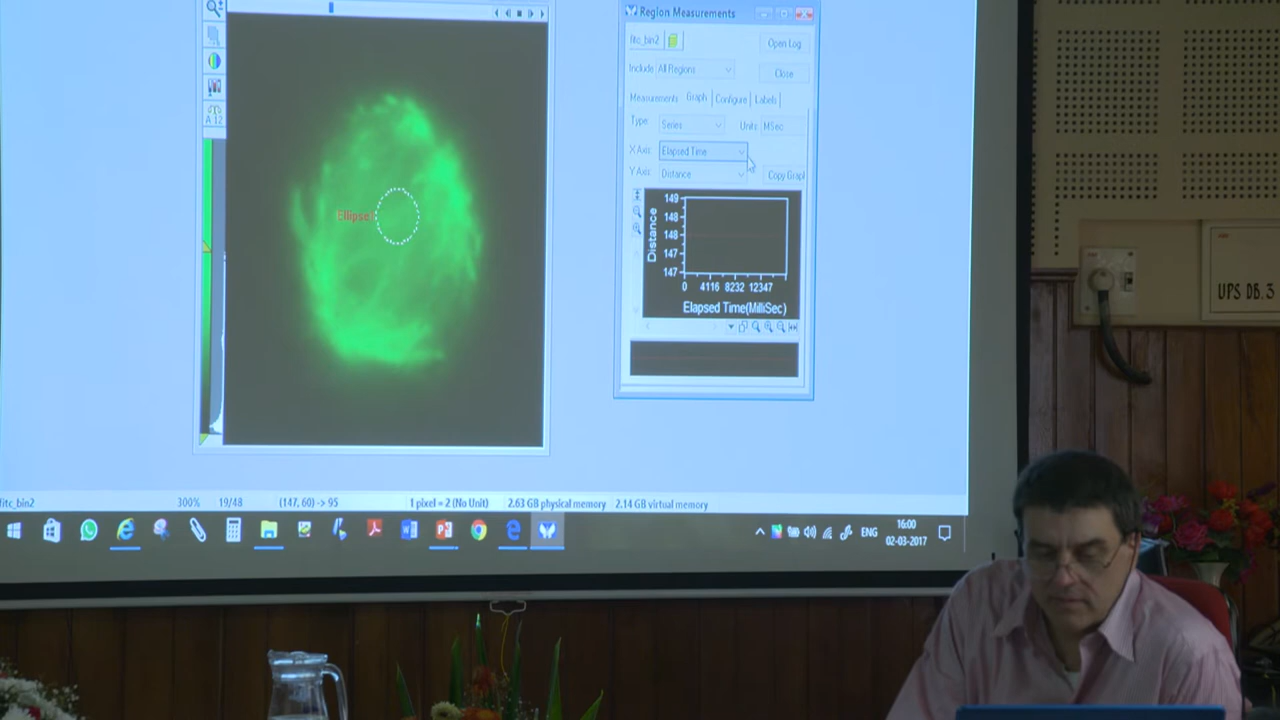 Region Measurements
fitc_bin2
Open Log
Include All Regions
Close
Measurements Graph Configure Labels
Type: Series Units MSec
X Axis: Elapsed Time
Y Axis: Distance Copy Grapl
149
148
148
147
147
Distance
0 4116 8232 12347
Elapsed Time(MilliSec)
A 12
Ellipse
fitc_bin2 300% 19/48 (147, 60) -> 95 1 pixel = 2 (No Unit) 2.63 GB physical memory 2.14 GB virtual memory
ENG
16:00
02-03-2017
UPS DB. 3